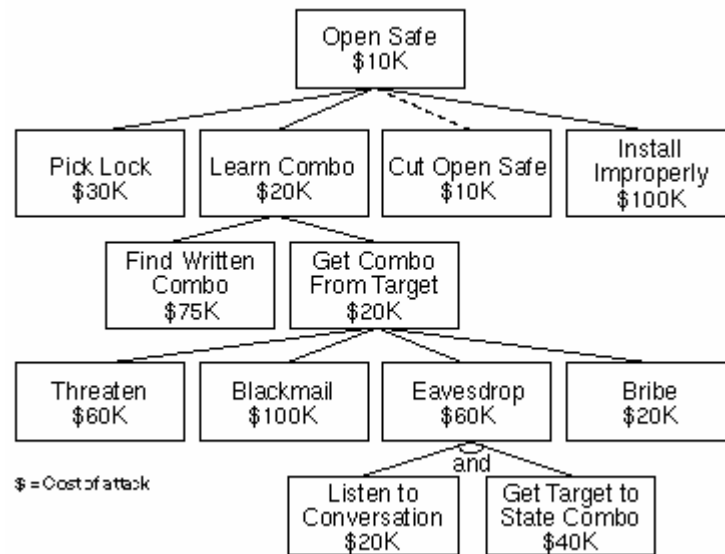 Open Safe
$10K
Pick Lock
$30K
Learn Combo
$20K
Cut Open Safe
$10K
Install
Improperly
$100K
Find Written
Combo
$75K
Get Combo
From Target
$20K
Threaten
$60K
Blackmail
$100K
Eavesdrop
$60K
Bribe
$20K
and
$ = Cost of attack
Listen to
Conversation
$20K
Get Target to
State Combo
$40K